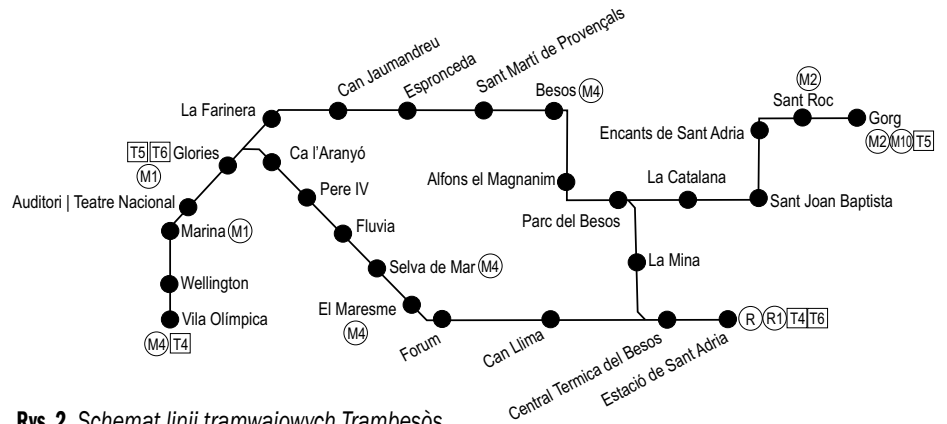 Can Jaumandreu
Espronceda
Sant Martí de Provençals
Besos M4
La Farinera
M2
Sant Roc
Gorg
M2 M10 T5
Encants de Sant Adria
T5 T6 Glories
M1
Ca l'Aranyó
Alfons el Magnanim
La Catalana
Auditori | Teatre Nacional
Pere IV
Parc del Besos
Sant Joan Baptista
Marina M1
Fluvia
Selva de Mar M4
La Mina
Wellington
El Maresme
M4
Vila Olímpica
M4 T4
Forum
Can Llima
Central Termica del Besos
Estació de Sant Adria
R R1 T4 T6
Rys. 2. Schemat linii tramwajowych Trambesòs